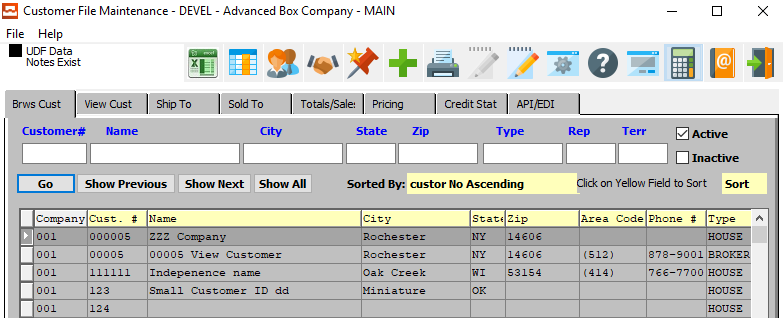 Customer File Maintenance - DEVEL - Advanced Box Company - MAIN
File Help
UDF Data
Notes Exist
Brws Cust View Cust Ship To Sold To Totals/Sales Pricing Credit Stat API/EDI
Customer# Name City State Zip Type Rep Terr Active
Inactive
Go Show Previous Show Next Show All Sorted By: custor No Ascending Click on Yellow Field to Sort Sort
Company Cust. # Name City State Zip Area Code Phone # Type
001 000005 ZZZ Company Rochester NY 14606 HOUSE
001 00005 00005 View Customer Rochester NY 14606 (512) 878-9001 BROKER
001 111111 Indepenence name Oak Creek WI 53154 (414) 766-7700 HOUSE
001 123 Small Customer ID dd Miniature OK HOUSE
001 124 HOUSE